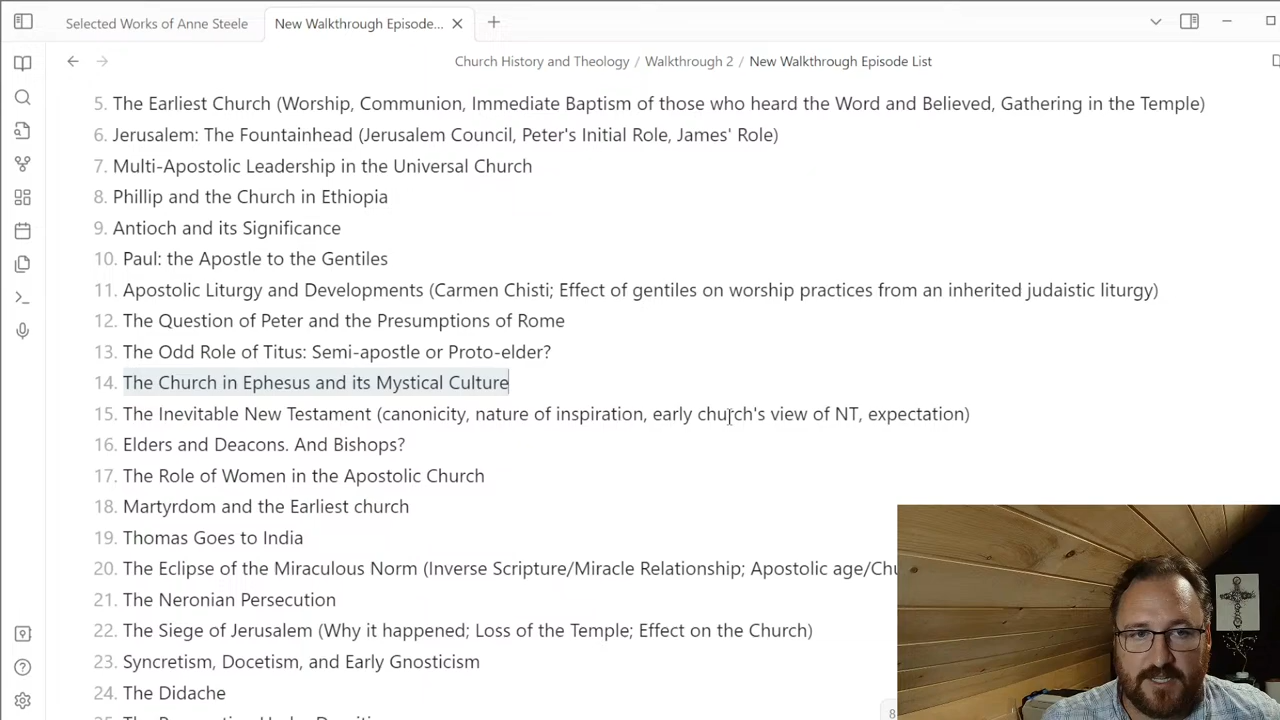 Selected Works of Anne Steele
New Walkthrough Episode...
Church History and Theology / Walkthrough 2 / New Walkthrough Episode List
5. The Earliest Church (Worship, Communion, Immediate Baptism of those who heard the Word and Believed, Gathering in the Temple)
6. Jerusalem: The Fountainhead (Jerusalem Council, Peter's Initial Role, James' Role)
7. Multi-Apostolic Leadership in the Universal Church
8. Phillip and the Church in Ethiopia
9. Antioch and its Significance
10. Paul: the Apostle to the Gentiles
11. Apostolic Liturgy and Developments (Carmen Chisti; Effect of gentiles on worship practices from an inherited judaistic liturgy)
12. The Question of Peter and the Presumptions of Rome
13. The Odd Role of Titus: Semi-apostle or Proto-elder?
14. The Church in Ephesus and its Mystical Culture
15. The Inevitable New Testament (canonicity, nature of inspiration, early church's view of NT, expectation)
16. Elders and Deacons. And Bishops?
17. The Role of Women in the Apostolic Church
18. Martyrdom and the Earliest church
19. Thomas Goes to India
20. The Eclipse of the Miraculous Norm (Inverse Scripture/Miracle Relationship; Apostolic age/Chu
21. The Neronian Persecution
22. The Siege of Jerusalem (Why it happened; Loss of the Temple; Effect on the Church)
23. Syncretism, Docetism, and Early Gnosticism
24. The Didache
8